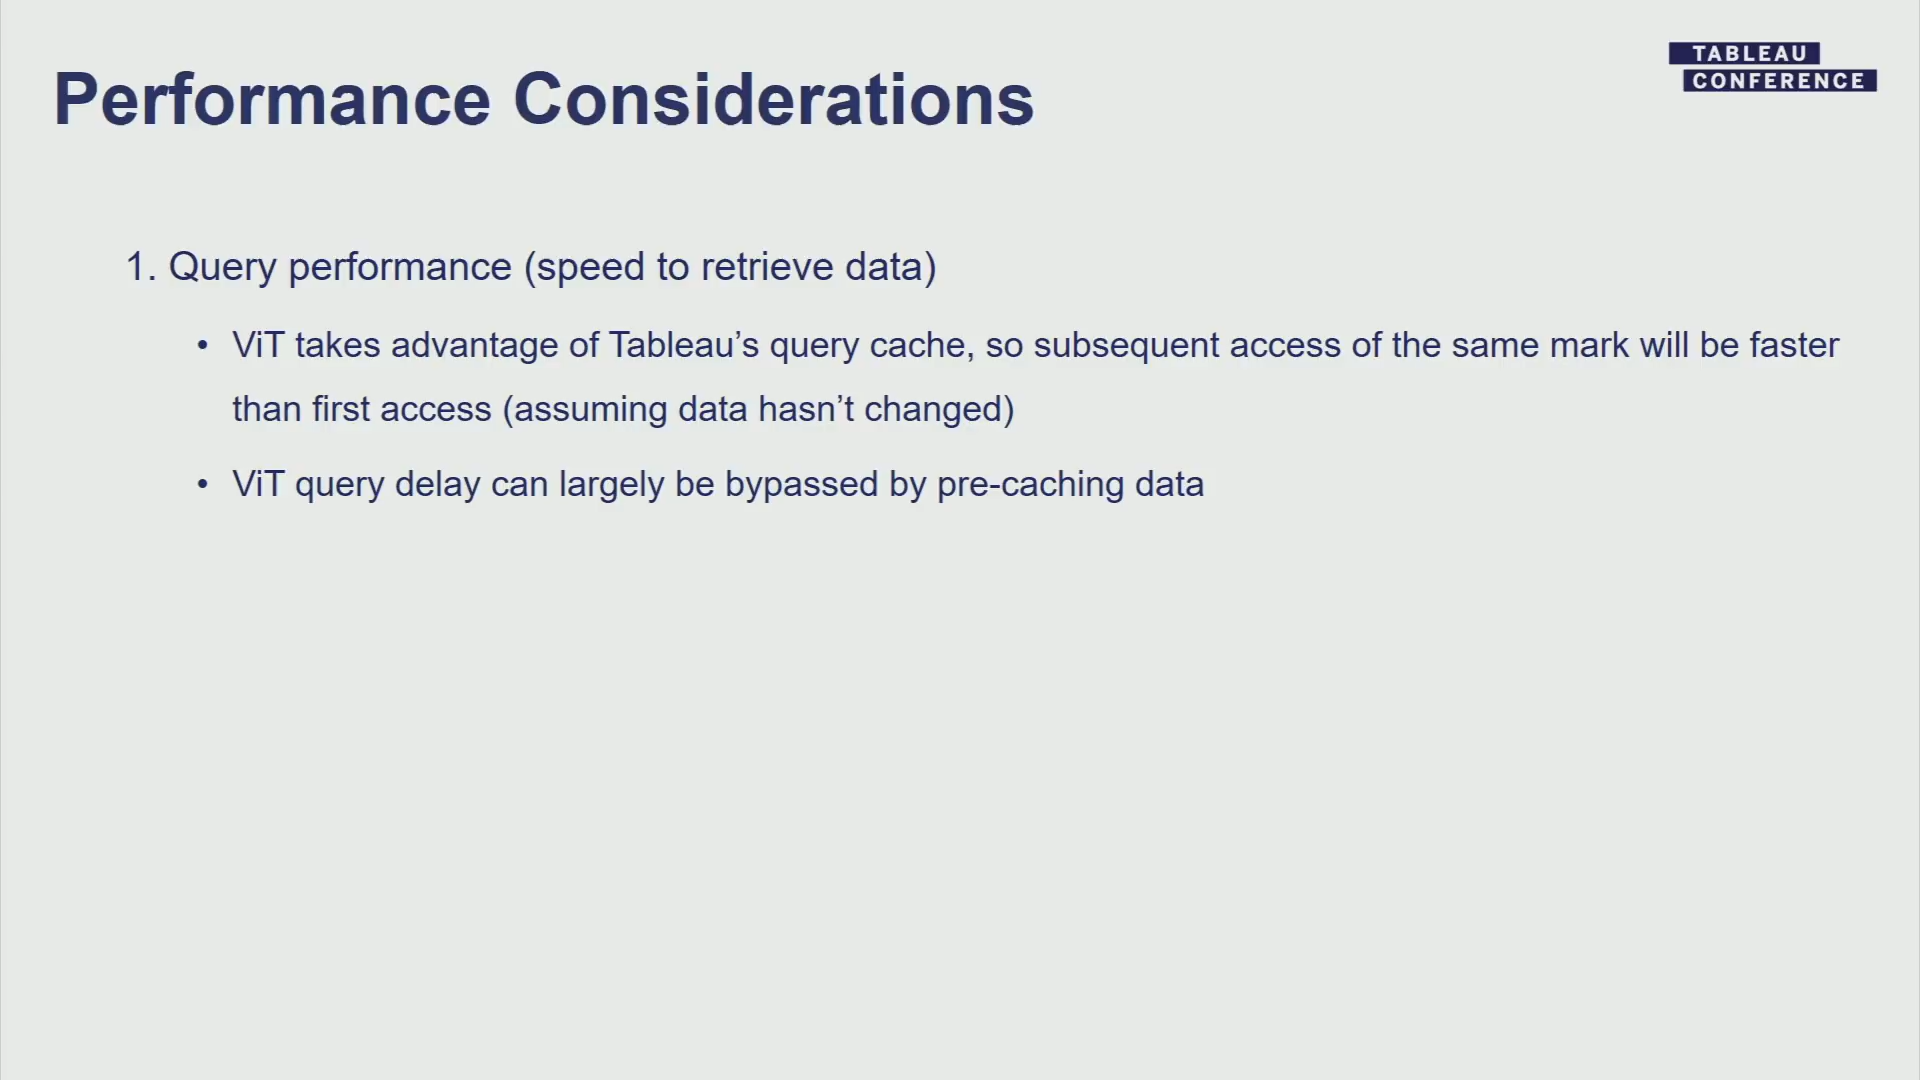 Performance Considerations
TABLEAU
CONFERENCE
1. Query performance (speed to retrieve data)
• ViT takes advantage of Tableau’s query cache, so subsequent access of the same mark will be faster
than first access (assuming data hasn’t changed)
• ViT query delay can largely be bypassed by pre-caching data